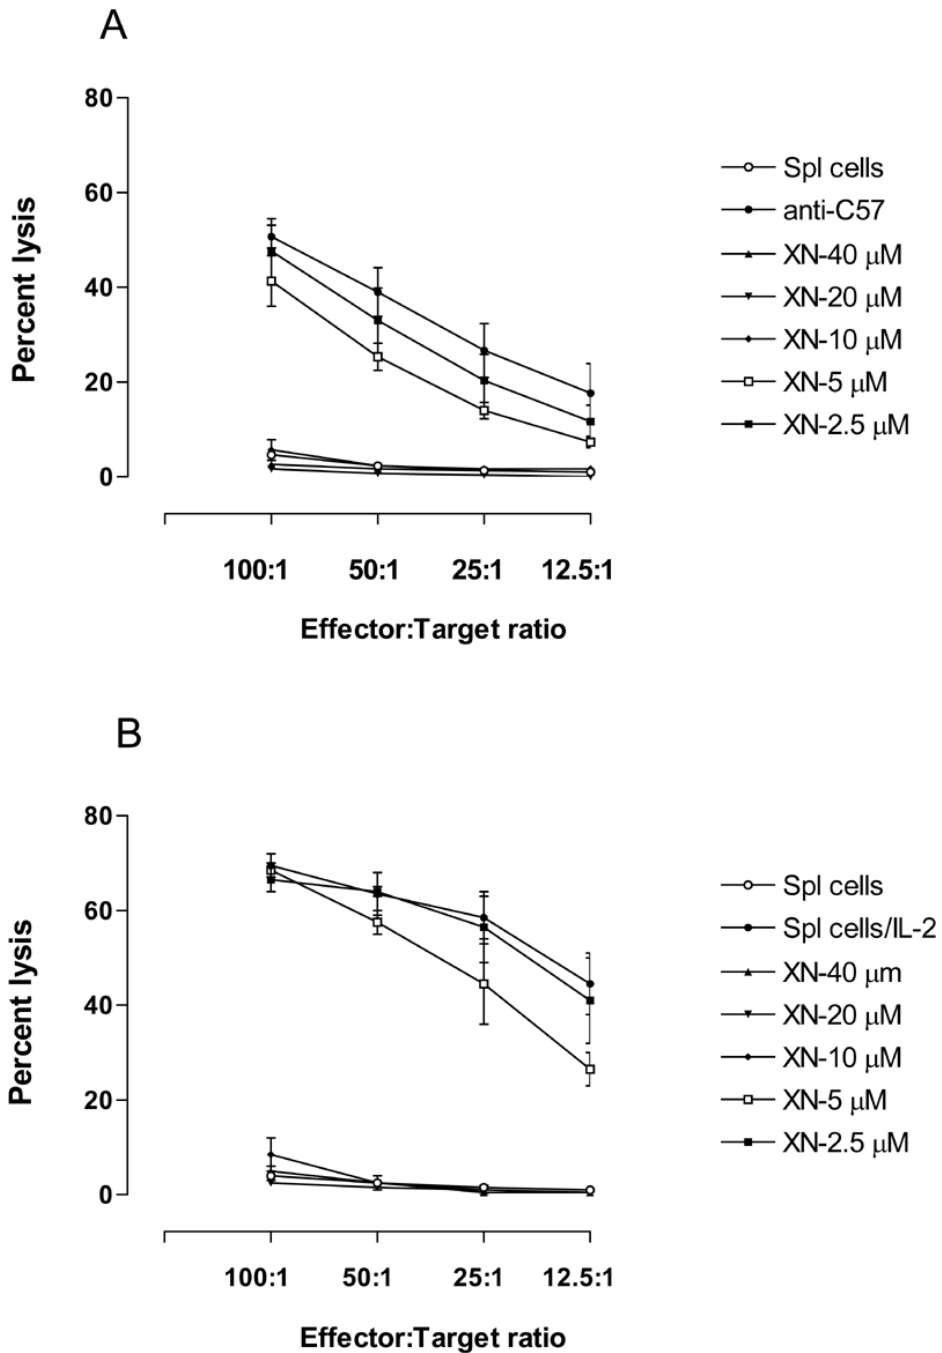 A
80
60
40
20
0
Percent lysis
100:1 50:1 25:1 12.5:1
Effector:Target ratio
Spl cells
anti-C57
XN-40 μM
XN-20 μM
XN-10 μM
XN-5 μM
XN-2.5 μM
B
80
60
40
20
0
Percent lysis
100:1 50:1 25:1 12.5:1
Effector:Target ratio
Spl cells
Spl cells/IL-2
XN-40 μm
XN-20 μM
XN-10 μM
XN-5 μM
XN-2.5 μM